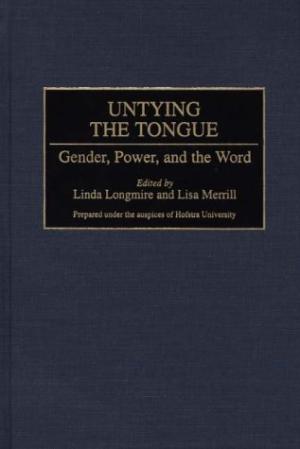 UNTYING
THE TONGUE
Gender, Power, and the Word
Edited by
Linda Longmire and Lisa Merrill
Prepared under the auspices of Hofstra University